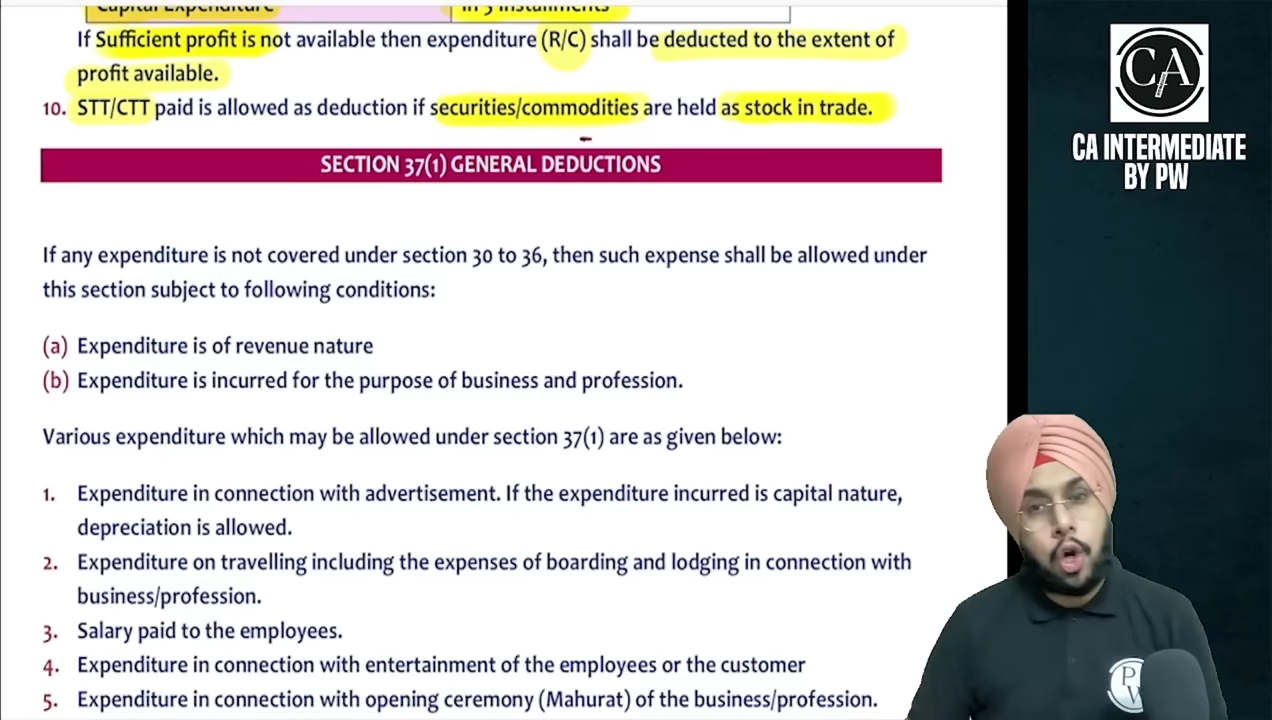 Capital Expenditure
In 5 Installments
If Sufficient profit is not available then expenditure (R/C) shall be deducted to the extent of
profit available.
10. STT/CTT paid is allowed as deduction if securities/commodities are held as stock in trade.
SECTION 37(1) GENERAL DEDUCTIONS
If any expenditure is not covered under section 30 to 36, then such expense shall be allowed under
this section subject to following conditions:
(a) Expenditure is of revenue nature
(b) Expenditure is incurred for the purpose of business and profession.
Various expenditure which may be allowed under section 37(1) are as given below:
1. Expenditure in connection with advertisement. If the expenditure incurred is capital nature,
depreciation is allowed.
2. Expenditure on travelling including the expenses of boarding and lodging in connection with
business/profession.
3. Salary paid to the employees.
4. Expenditure in connection with entertainment of the employees or the customer
5. Expenditure in connection with opening ceremony (Mahurat) of the business/profession.
CA
CA INTERMEDIATE
BY PW
P
W